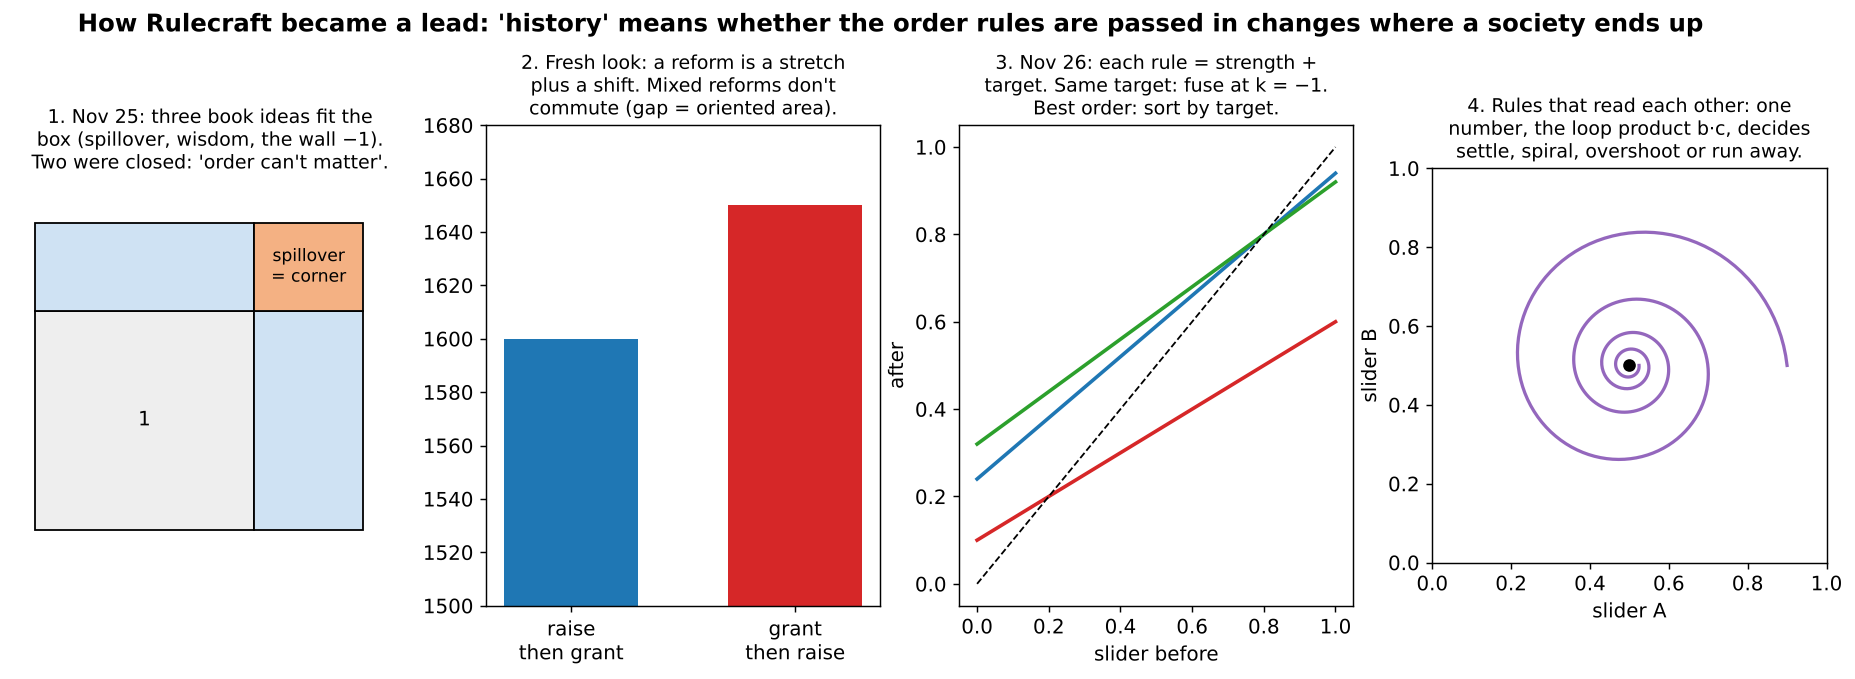 How Rulecraft became a lead: 'history' means whether the order rules are passed in changes where a society ends up
1. Nov 25: three book ideas fit the
box (spillover, wisdom, the wall −1).
Two were closed: 'order can't matter'.
spillover
= corner
1
2. Fresh look: a reform is a stretch
plus a shift. Mixed reforms don't
commute (gap = oriented area).
1680
1660
1640
1620
1600
1580
1560
1540
1520
1500
raise
then grant
grant
then raise
3. Nov 26: each rule = strength +
target. Same target: fuse at k = −1.
Best order: sort by target.
after
1.0
0.8
0.6
0.4
0.2
0.0
0.0 0.2 0.4 0.6 0.8 1.0
slider before
4. Rules that read each other: one
number, the loop product b·c, decides
settle, spiral, overshoot or run away.
slider B
1.0
0.8
0.6
0.4
0.2
0.0
0.0 0.2 0.4 0.6 0.8 1.0
slider A